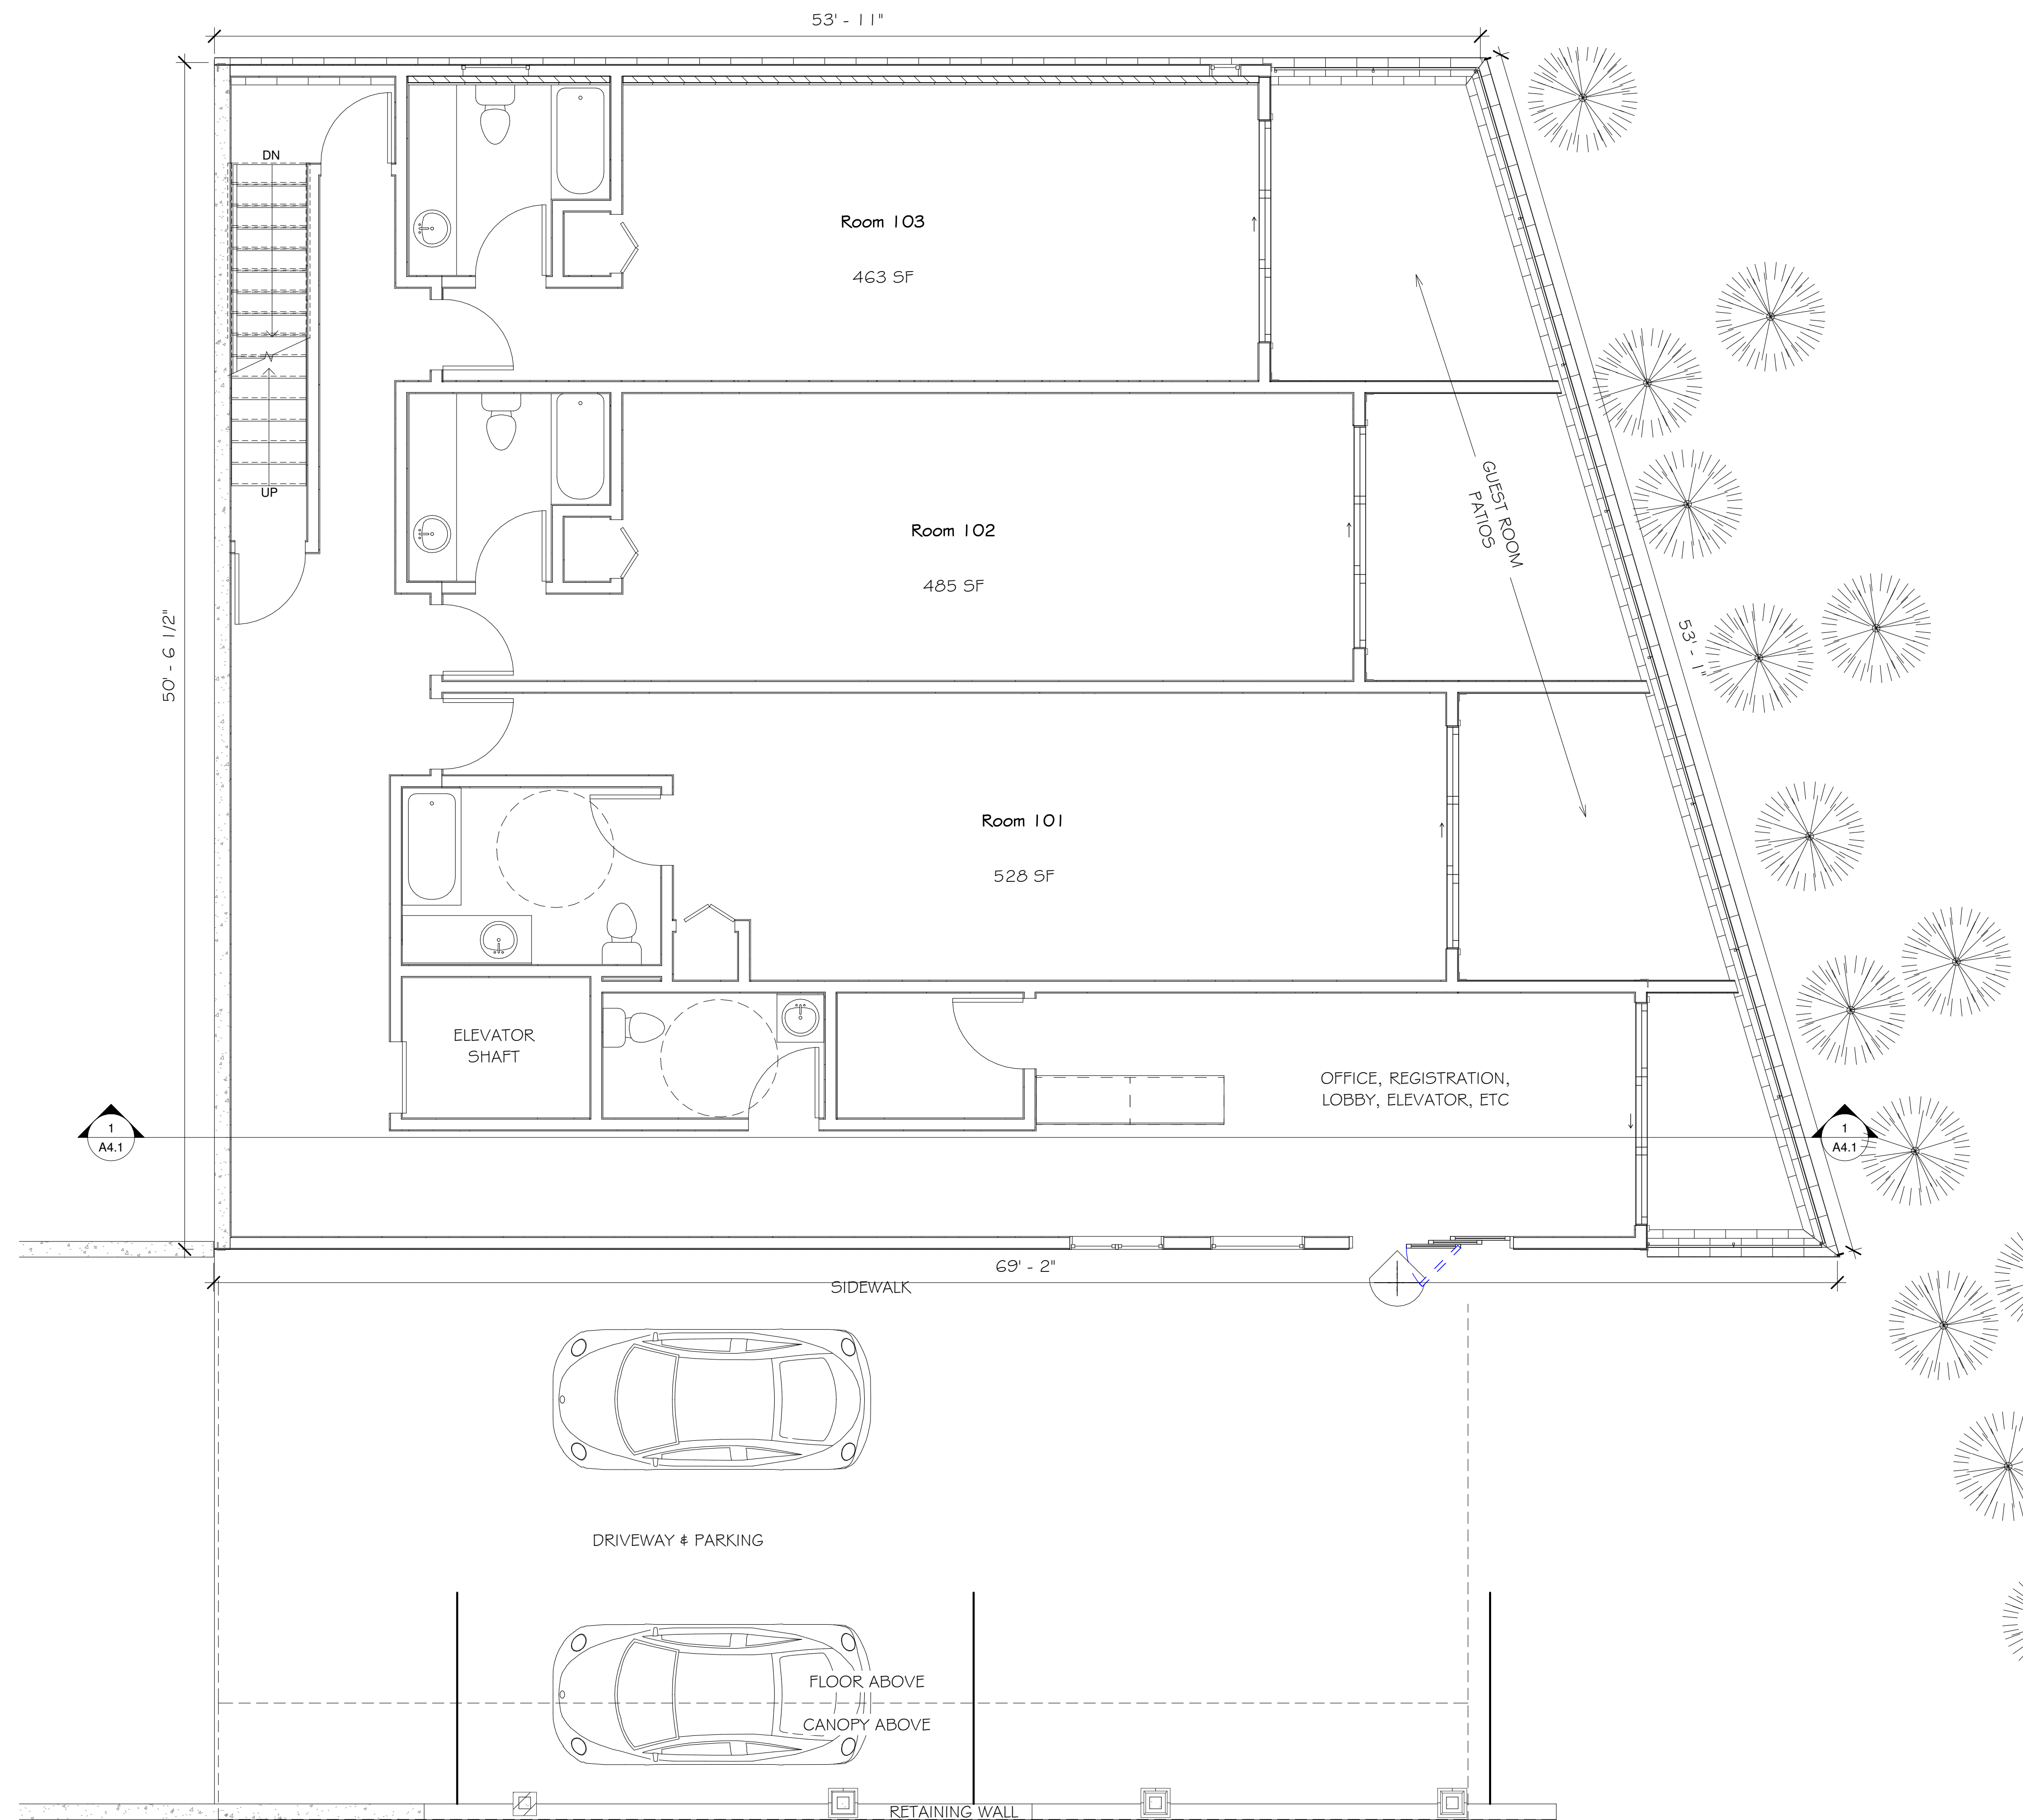 53' - 11"
DN
Room 103
463 SF
UP
GUEST ROOM
PATIOS
Room 102
485 SF
50' - 6 1/2"
53' - 1"
Room 101
528 SF
ELEVATOR
SHAFT
OFFICE, REGISTRATION,
LOBBY, ELEVATOR, ETC
1
A4.1
1
A4.1
69' - 2"
SIDEWALK
DRIVEWAY & PARKING
FLOOR ABOVE
CANOPY ABOVE
RETAINING WALL